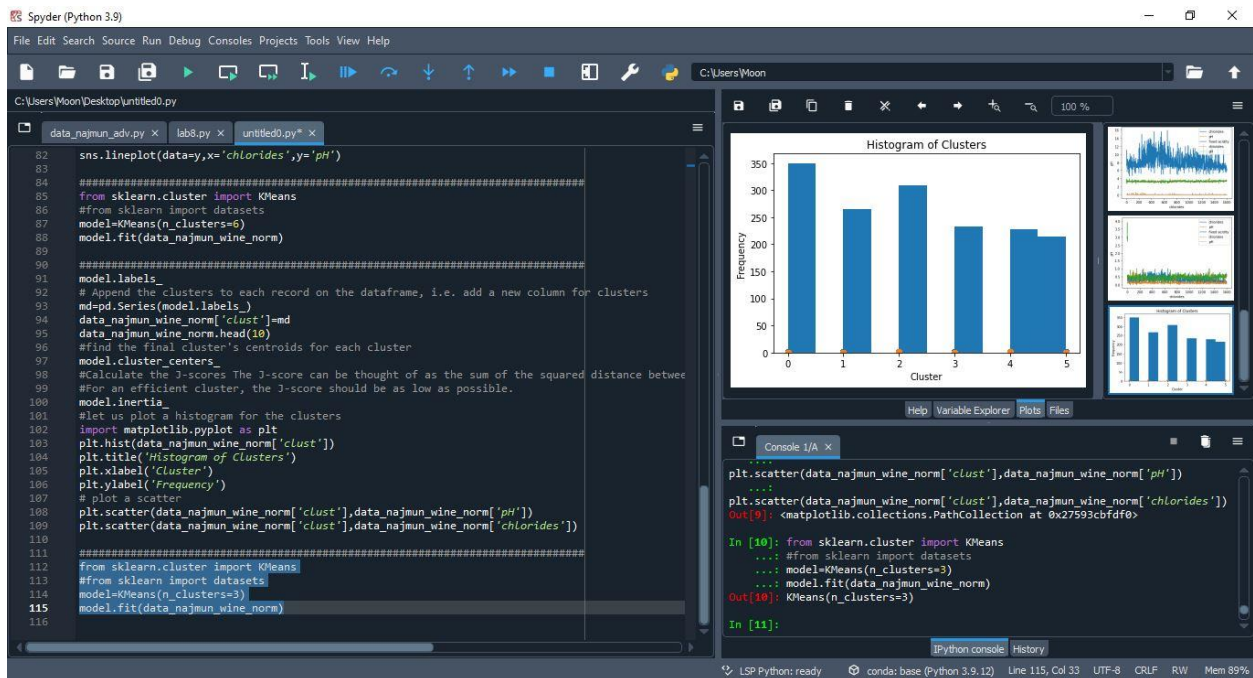 Spyder (Python 3.9)
File Edit Search Source Run Debug Consoles Projects Tools View Help
C:\Users\Moon
C:\Users\Moon\Desktop\untitled0.py
data_najmun_adv.py
lab8.py
untitled0.py*
82 sns.lineplot(data=y,x='chlorides',y='pH')
83
84 ###############################################################################
85 from sklearn.cluster import KMeans
86 #from sklearn import datasets
87 model=KMeans(n_clusters=6)
88 model.fit(data_najmun_wine_norm)
89
90 ###############################################################################
91 model.labels_
92 # Append the clusters to each record on the dataframe, i.e. add a new column for clusters
93 md=pd.Series(model.labels_)
94 data_najmun_wine_norm['clust']=md
95 data_najmun_wine_norm.head(10)
96 #find the final cluster's centroids for each cluster
97 model.cluster_centers_
98 #Calculate the J-scores The J-score can be thought of as the sum of the squared distance betwee
99 #For an efficient cluster, the J-score should be as low as possible.
100 model.inertia_
101 #let us plot a histogram for the clusters
102 import matplotlib.pyplot as plt
103 plt.hist(data_najmun_wine_norm['clust'])
104 plt.title('Histogram of Clusters')
105 plt.xlabel('Cluster')
106 plt.ylabel('Frequency')
107 # plot a scatter
108 plt.scatter(data_najmun_wine_norm['clust'],data_najmun_wine_norm['pH'])
109 plt.scatter(data_najmun_wine_norm['clust'],data_najmun_wine_norm['chlorides'])
110
111 ###############################################################################
112 from sklearn.cluster import KMeans
113 #from sklearn import datasets
114 model=KMeans(n_clusters=3)
115 model.fit(data_najmun_wine_norm)
116
100 %
Histogram of Clusters
350
300
250
200
150
100
50
0
Frequency
0 1 2 3 4 5
Cluster
Help Variable Explorer Plots Files
Console 1/A
....
plt.scatter(data_najmun_wine_norm['clust'],data_najmun_wine_norm['pH'])
...:
plt.scatter(data_najmun_wine_norm['clust'],data_najmun_wine_norm['chlorides'])
Out[9]: <matplotlib.collections.PathCollection at 0x27593cbfdf0>
In [10]: from sklearn.cluster import KMeans
...: #from sklearn import datasets
...: model=KMeans(n_clusters=3)
...: model.fit(data_najmun_wine_norm)
Out[10]: KMeans(n_clusters=3)
In [11]:
IPython console History
LSP Python: ready conda: base (Python 3.9.12) Line 115, Col 33 UTF-8 CRLF RW Mem 89%